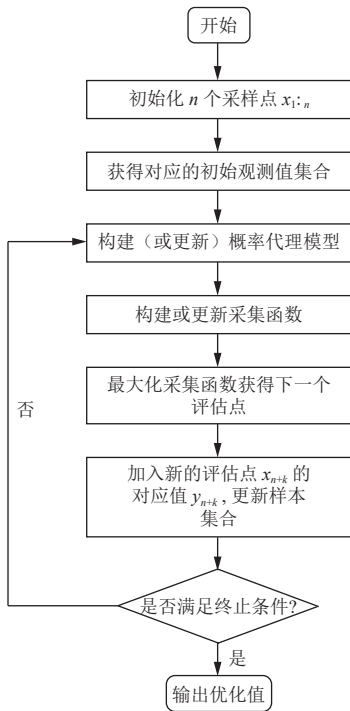 开始
初始化 n 个采样点 x₁:ₙ
获得对应的初始观测值集合
构建（或更新）概率代理模型
构建或更新采集函数
最大化采集函数获得下一个
评估点
否
加入新的评估点 xₙ₊ₖ 的
对应值 yₙ₊ₖ , 更新样本
集合
是否满足终止条件?
是
输出优化值